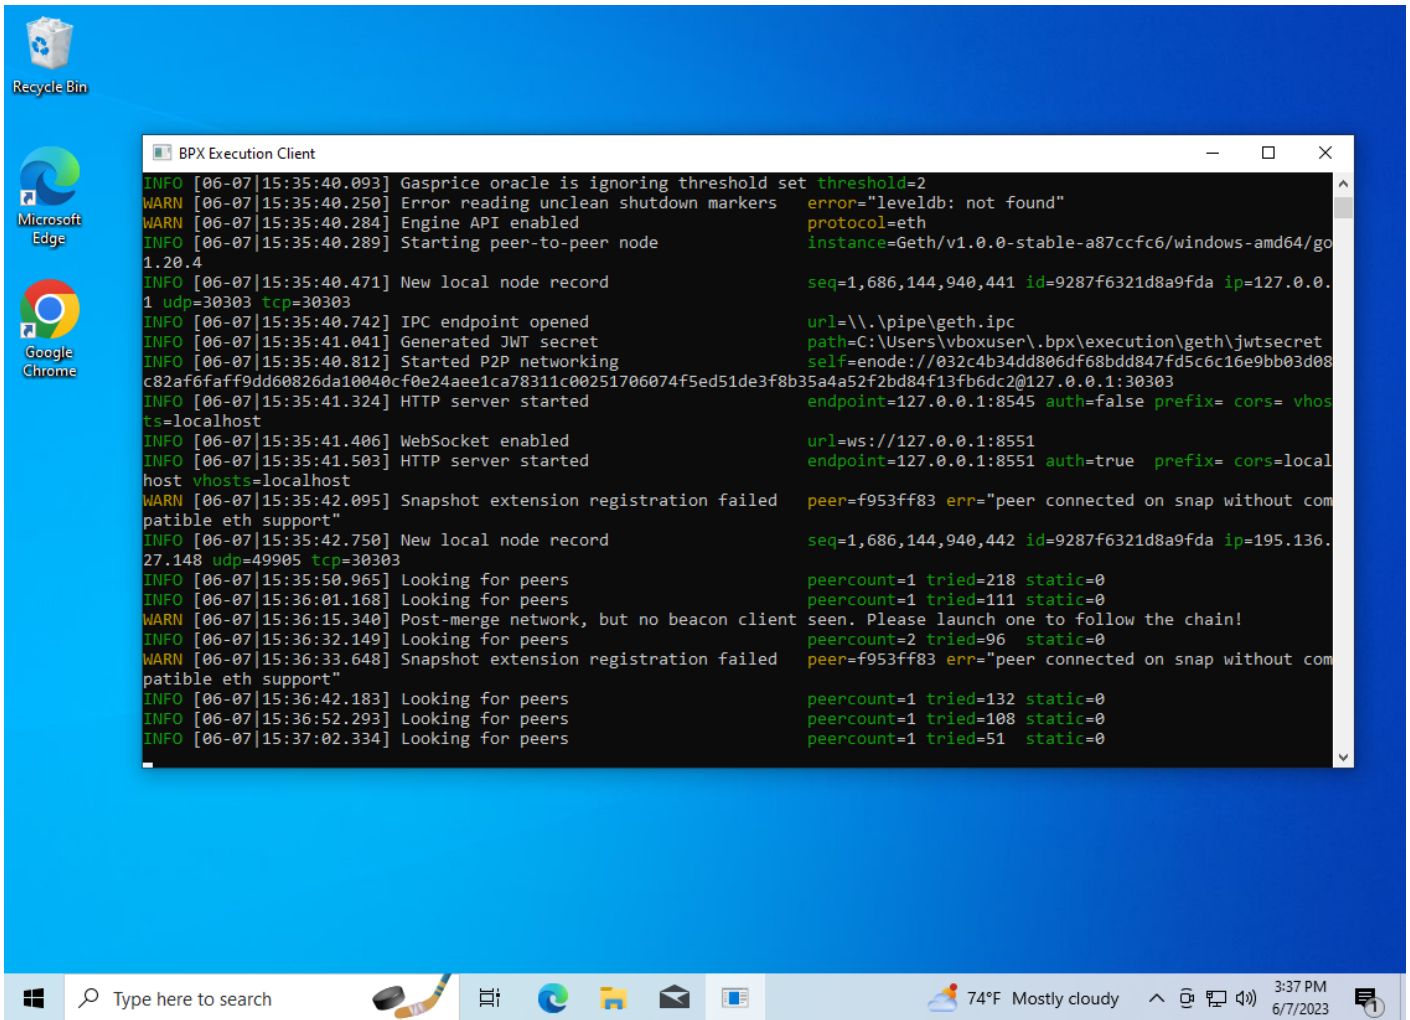 Recycle Bin
Microsoft
Edge
Google
Chrome
BPX Execution Client
INFO [06-07|15:35:40.093] Gasprice oracle is ignoring threshold set threshold=2
WARN [06-07|15:35:40.250] Error reading unclean shutdown markers   error="leveldb: not found"
WARN [06-07|15:35:40.284] Engine API enabled                       protocol=eth
INFO [06-07|15:35:40.289] Starting peer-to-peer node               instance=Geth/v1.0.0-stable-a87ccfc6/windows-amd64/go
1.20.4
INFO [06-07|15:35:40.471] New local node record                    seq=1,686,144,940,441 id=9287f6321d8a9fda ip=127.0.0.
1 udp=30303 tcp=30303
INFO [06-07|15:35:40.742] IPC endpoint opened                      url=\\.\pipe\geth.ipc
INFO [06-07|15:35:41.041] Generated JWT secret                     path=C:\Users\vboxuser\.bpx\execution\geth\jwtsecret
INFO [06-07|15:35:40.812] Started P2P networking                   self=enode://032c4b34dd806df68bdd847fd5c6c16e9bb03d08
c82af6faff9dd60826da10040cf0e24aee1ca78311c00251706074f5ed51de3f8b35a4a52f2bd84f13fb6dc2@127.0.0.1:30303
INFO [06-07|15:35:41.324] HTTP server started                      endpoint=127.0.0.1:8545 auth=false prefix= cors= vhos
ts=localhost
INFO [06-07|15:35:41.406] WebSocket enabled                        url=ws://127.0.0.1:8551
INFO [06-07|15:35:41.503] HTTP server started                      endpoint=127.0.0.1:8551 auth=true  prefix= cors=local
host vhosts=localhost
WARN [06-07|15:35:42.095] Snapshot extension registration failed   peer=f953ff83 err="peer connected on snap without com
patible eth support"
INFO [06-07|15:35:42.750] New local node record                    seq=1,686,144,940,442 id=9287f6321d8a9fda ip=195.136.
27.148 udp=49905 tcp=30303
INFO [06-07|15:35:50.965] Looking for peers                        peercount=1 tried=218 static=0
INFO [06-07|15:36:01.168] Looking for peers                        peercount=1 tried=111 static=0
WARN [06-07|15:36:15.340] Post-merge network, but no beacon client seen. Please launch one to follow the chain!
INFO [06-07|15:36:32.149] Looking for peers                        peercount=2 tried=96  static=0
WARN [06-07|15:36:33.648] Snapshot extension registration failed   peer=f953ff83 err="peer connected on snap without com
patible eth support"
INFO [06-07|15:36:42.183] Looking for peers                        peercount=1 tried=132 static=0
INFO [06-07|15:36:52.293] Looking for peers                        peercount=1 tried=108 static=0
INFO [06-07|15:37:02.334] Looking for peers                        peercount=1 tried=51  static=0
Type here to search
74°F Mostly cloudy
3:37 PM
6/7/2023
1